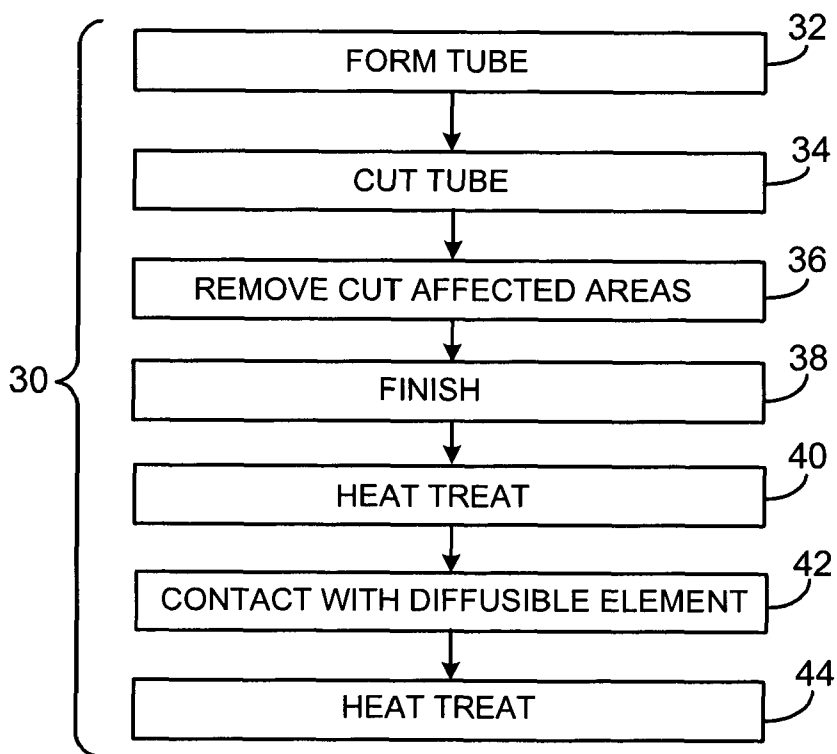 32
FORM TUBE
34
CUT TUBE
36
REMOVE CUT AFFECTED AREAS
30
38
FINISH
40
HEAT TREAT
42
CONTACT WITH DIFFUSIBLE ELEMENT
44
HEAT TREAT